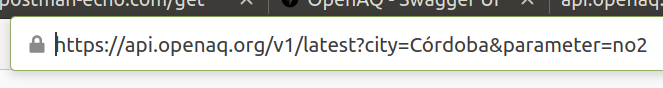 postman-echo.com/get
OpenAQ - Swagger UI
api.openaq.
https://api.openaq.org/v1/latest?city=Córdoba&parameter=no2